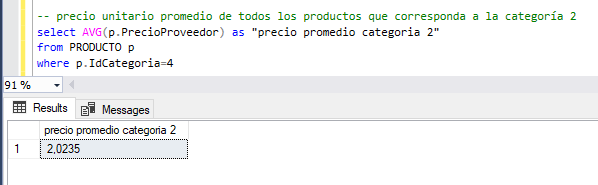 -- precio unitario promedio de todos los productos que corresponda a la categoría 2
select AVG(p.PrecioProveedor) as "precio promedio categoria 2"
from PRODUCTO p
where p.IdCategoria=4
91 %
Results Messages
precio promedio categoria 2
1 2,0235